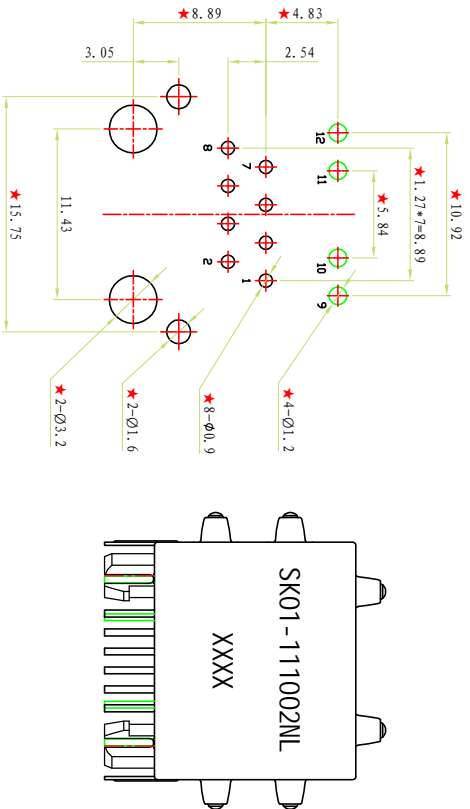 ★8.89
★4.83
3.05
2.54
12
11
10
9
8
7
2
1
★10.92
★1.27*7=8.89
★5.84
11.43
★15.75
★4-Ø1.2
★8-Φ0.9
★2-Ø1.6
★2-Ø3.2
SK01-111002NL
XXXX